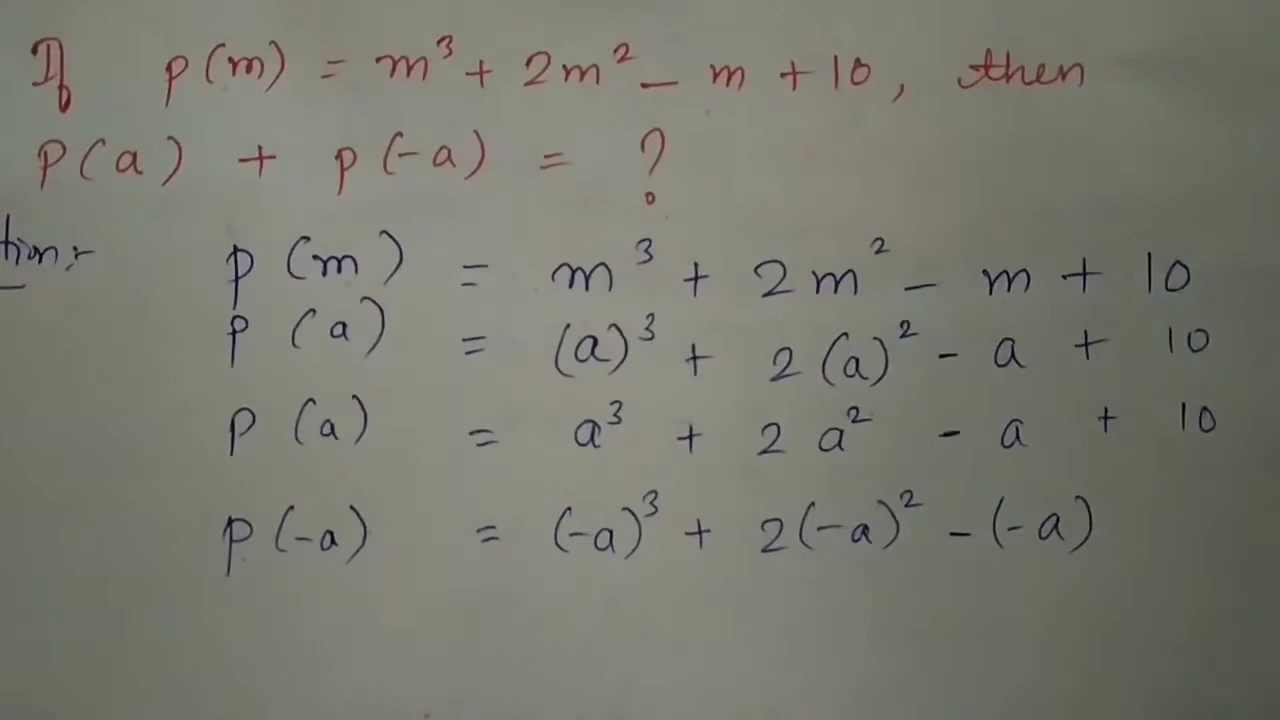 If p(m) = m³ + 2m² - m + 10, then
p(a) + p(-a) = ?
tion:-
p(m) = m³ + 2m² - m + 10
p(a) = (a)³ + 2(a)² - a + 10
p(a) = a³ + 2a² - a + 10
p(-a) = (-a)³ + 2(-a)² - (-a)